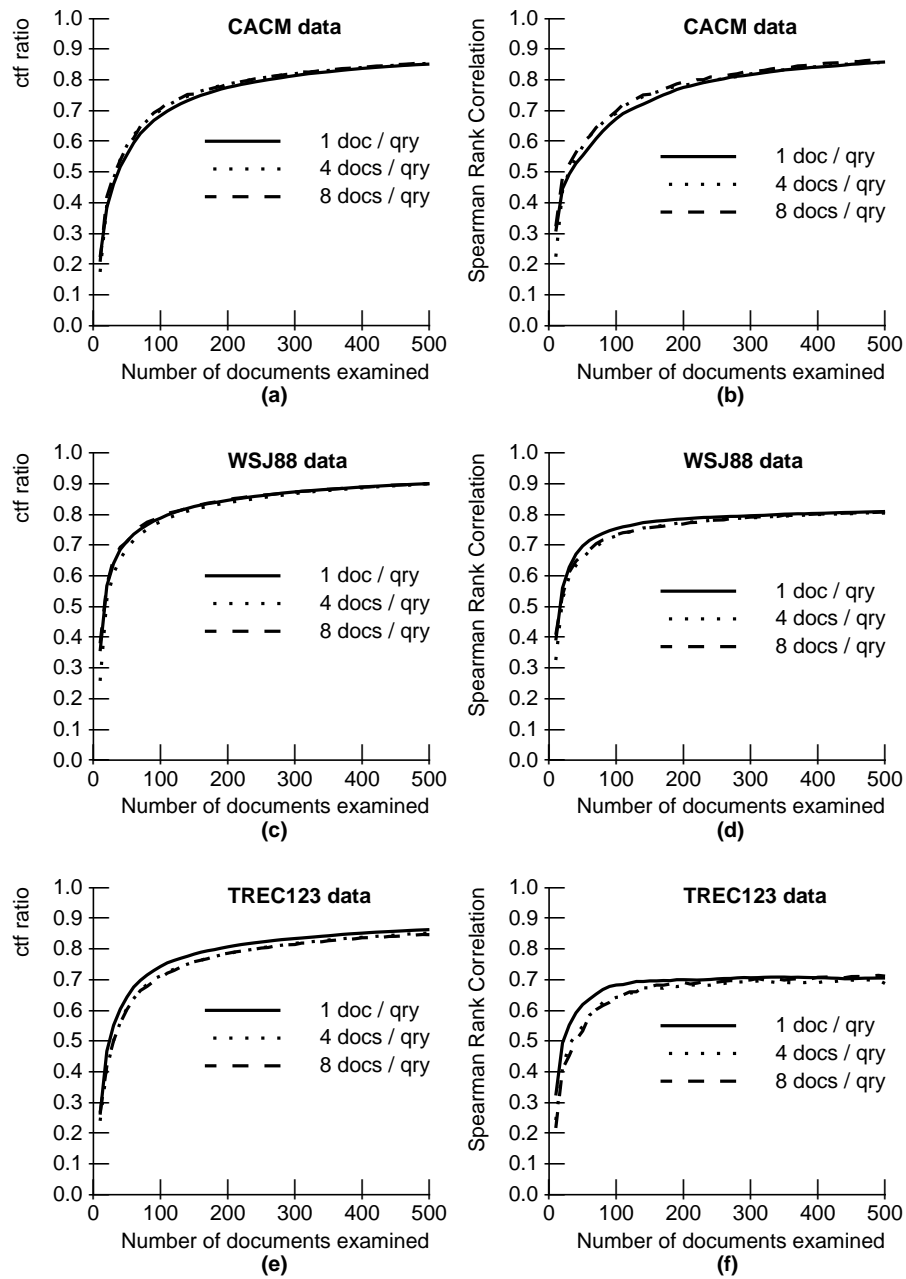 CACM data
ctf ratio
1.0
0.9
0.8
0.7
0.6
0.5
0.4
0.3
0.2
0.1
0.0
1 doc / qry
4 docs / qry
8 docs / qry
0 100 200 300 400 500
Number of documents examined
(a)
CACM data
Spearman Rank Correlation
1.0
0.9
0.8
0.7
0.6
0.5
0.4
0.3
0.2
0.1
0.0
1 doc / qry
4 docs / qry
8 docs / qry
0 100 200 300 400 500
Number of documents examined
(b)
WSJ88 data
ctf ratio
1.0
0.9
0.8
0.7
0.6
0.5
0.4
0.3
0.2
0.1
0.0
1 doc / qry
4 docs / qry
8 docs / qry
0 100 200 300 400 500
Number of documents examined
(c)
WSJ88 data
Spearman Rank Correlation
1.0
0.9
0.8
0.7
0.6
0.5
0.4
0.3
0.2
0.1
0.0
1 doc / qry
4 docs / qry
8 docs / qry
0 100 200 300 400 500
Number of documents examined
(d)
TREC123 data
ctf ratio
1.0
0.9
0.8
0.7
0.6
0.5
0.4
0.3
0.2
0.1
0.0
1 doc / qry
4 docs / qry
8 docs / qry
0 100 200 300 400 500
Number of documents examined
(e)
TREC123 data
Spearman Rank Correlation
1.0
0.9
0.8
0.7
0.6
0.5
0.4
0.3
0.2
0.1
0.0
1 doc / qry
4 docs / qry
8 docs / qry
0 100 200 300 400 500
Number of documents examined
(f)